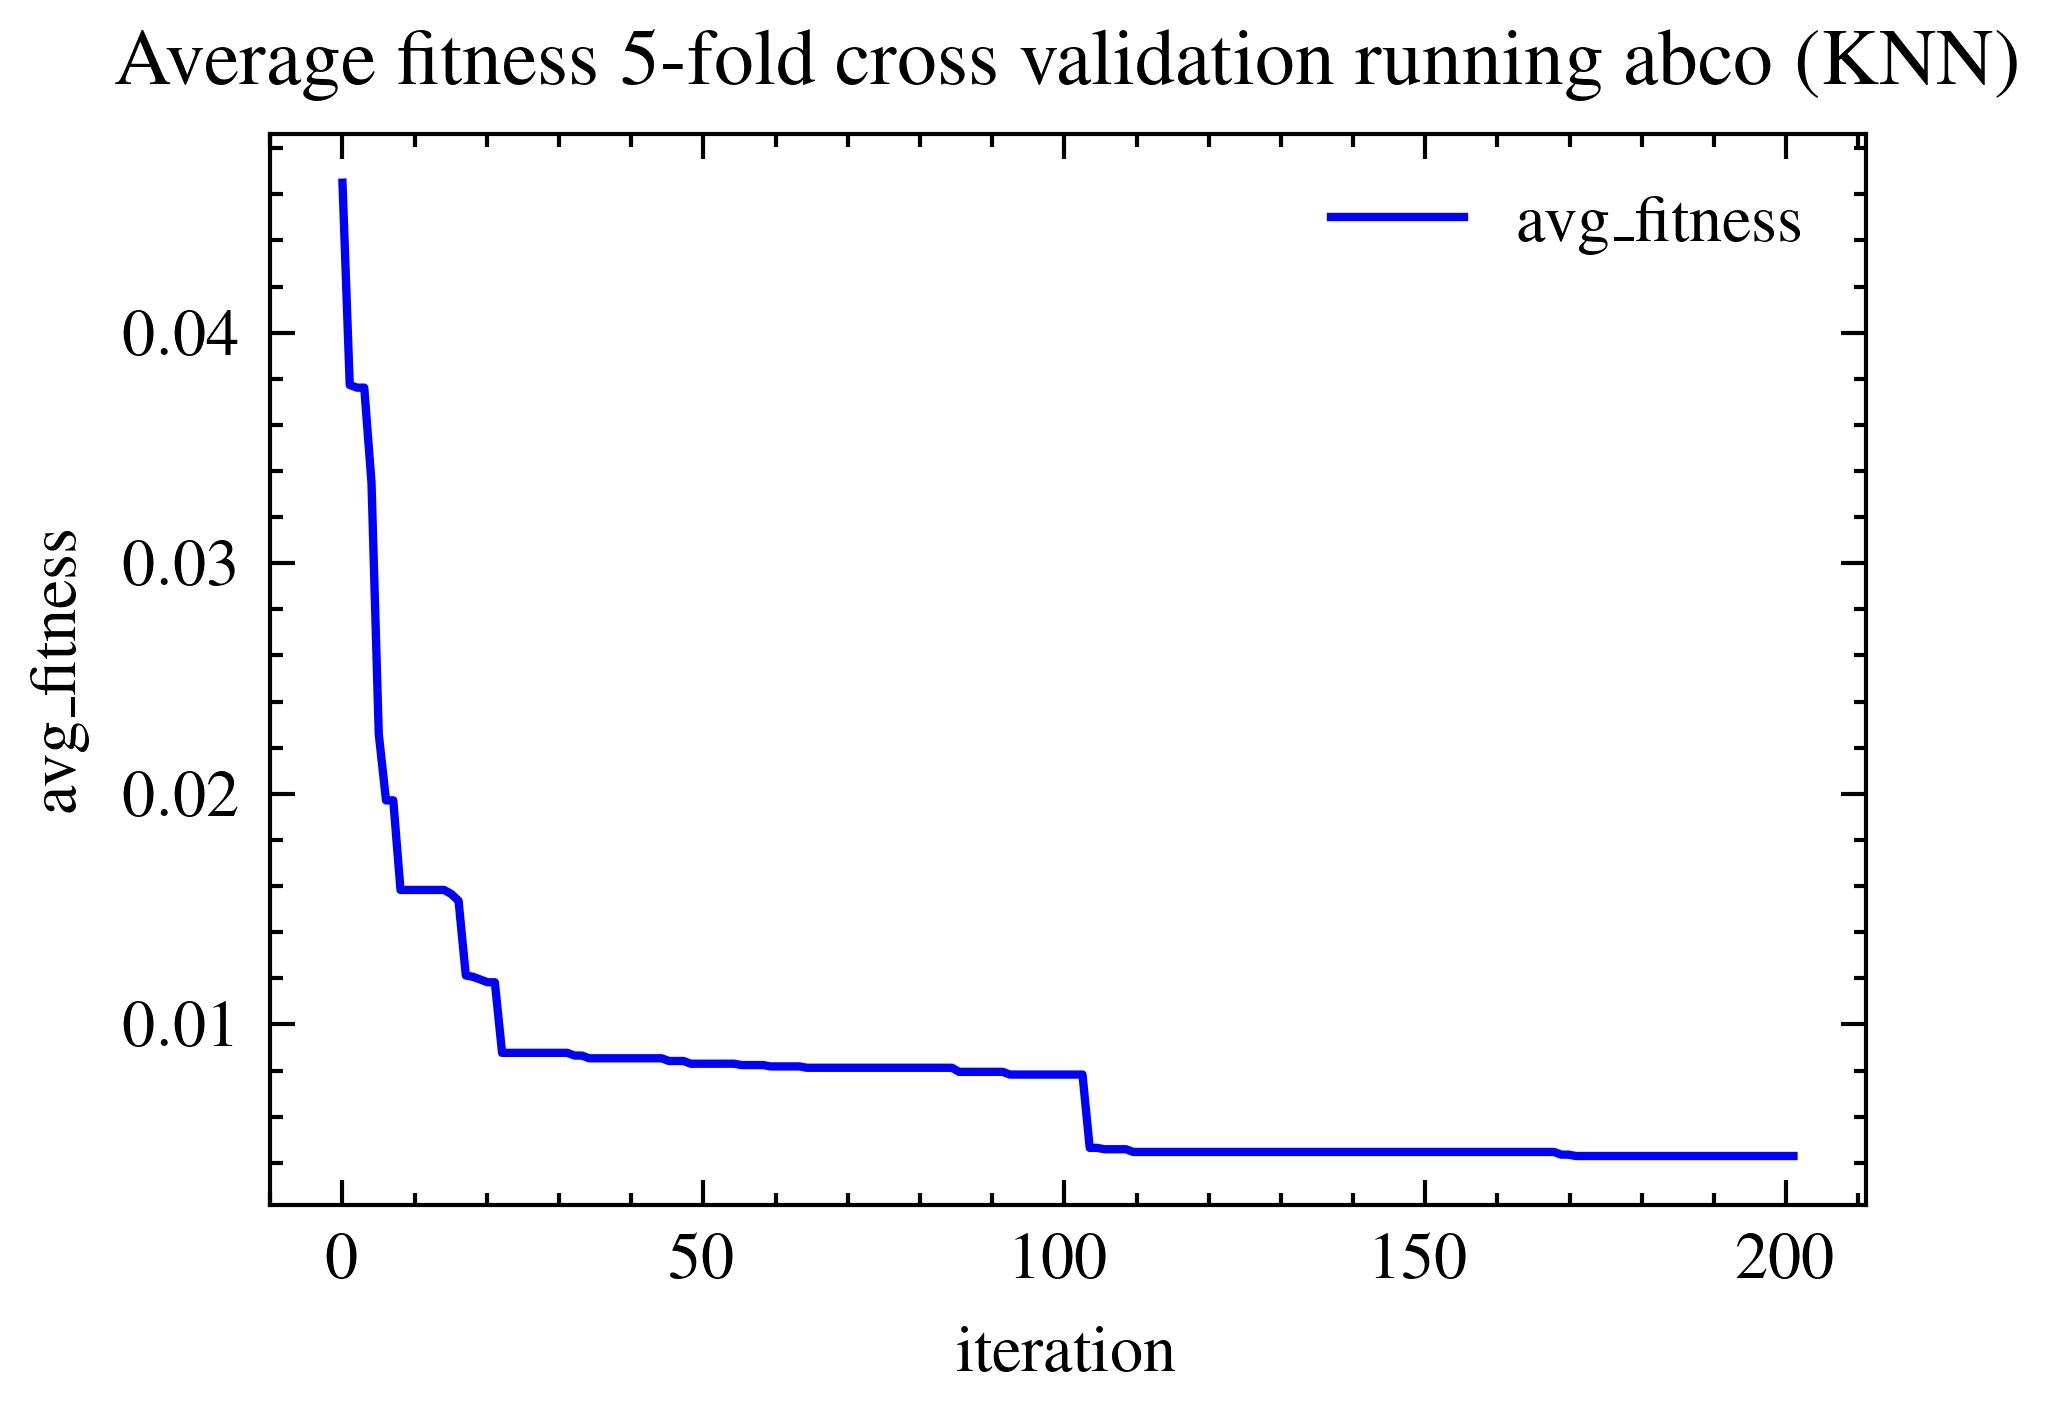 Average fitness 5-fold cross validation running abco (KNN)
avg_fitness
avg_fitness
0.04
0.03
0.02
0.01
0 50 100 150 200
iteration